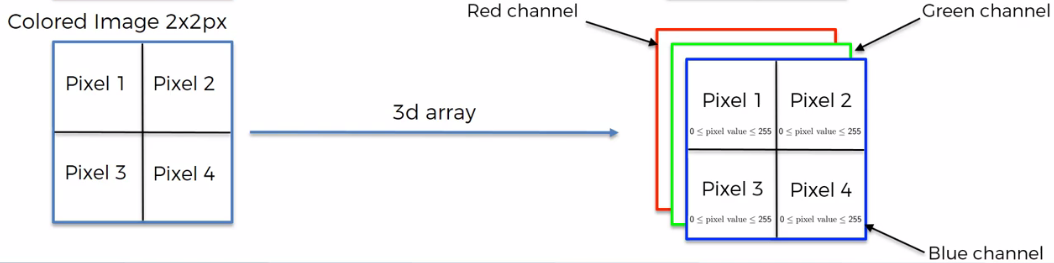 Colored Image 2x2px
Pixel 1
Pixel 2
Pixel 3
Pixel 4
3d array
Red channel
Green channel
Pixel 1
Pixel 2
0 ≤ pixel value ≤ 255
0 ≤ pixel value ≤ 255
Pixel 3
Pixel 4
0 ≤ pixel value ≤ 255
0 ≤ pixel value ≤ 255
Blue channel